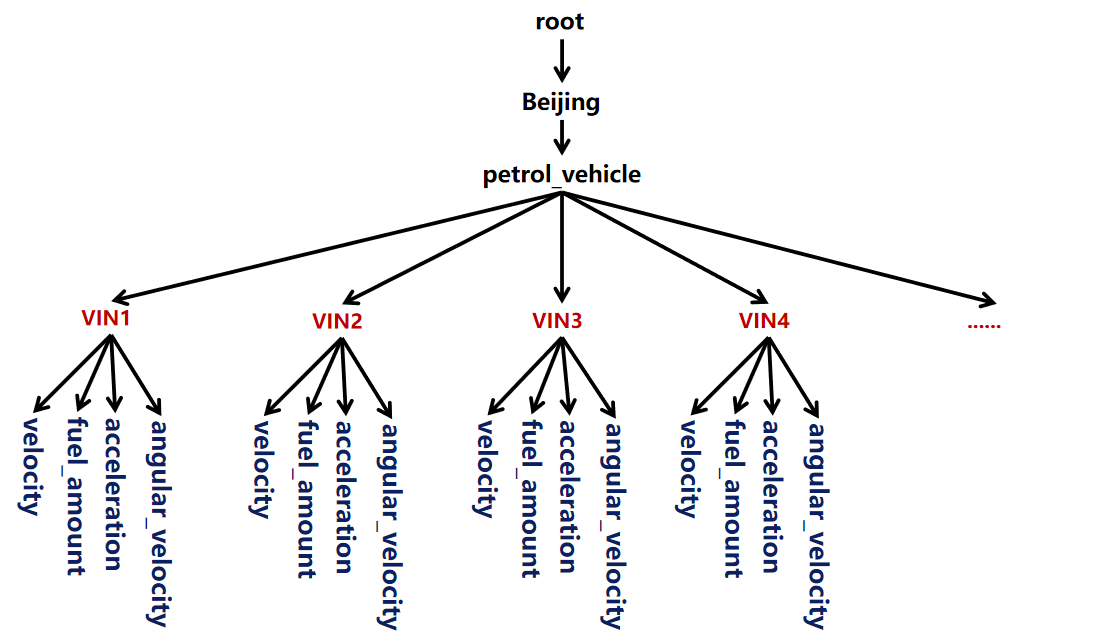 root
Beijing
petrol_vehicle
VIN1
VIN2
VIN3
VIN4
......
velocity
fuel_amount
acceleration
angular_velocity
velocity
fuel_amount
acceleration
angular_velocity
velocity
fuel_amount
acceleration
angular_velocity
velocity
fuel_amount
acceleration
angular_velocity